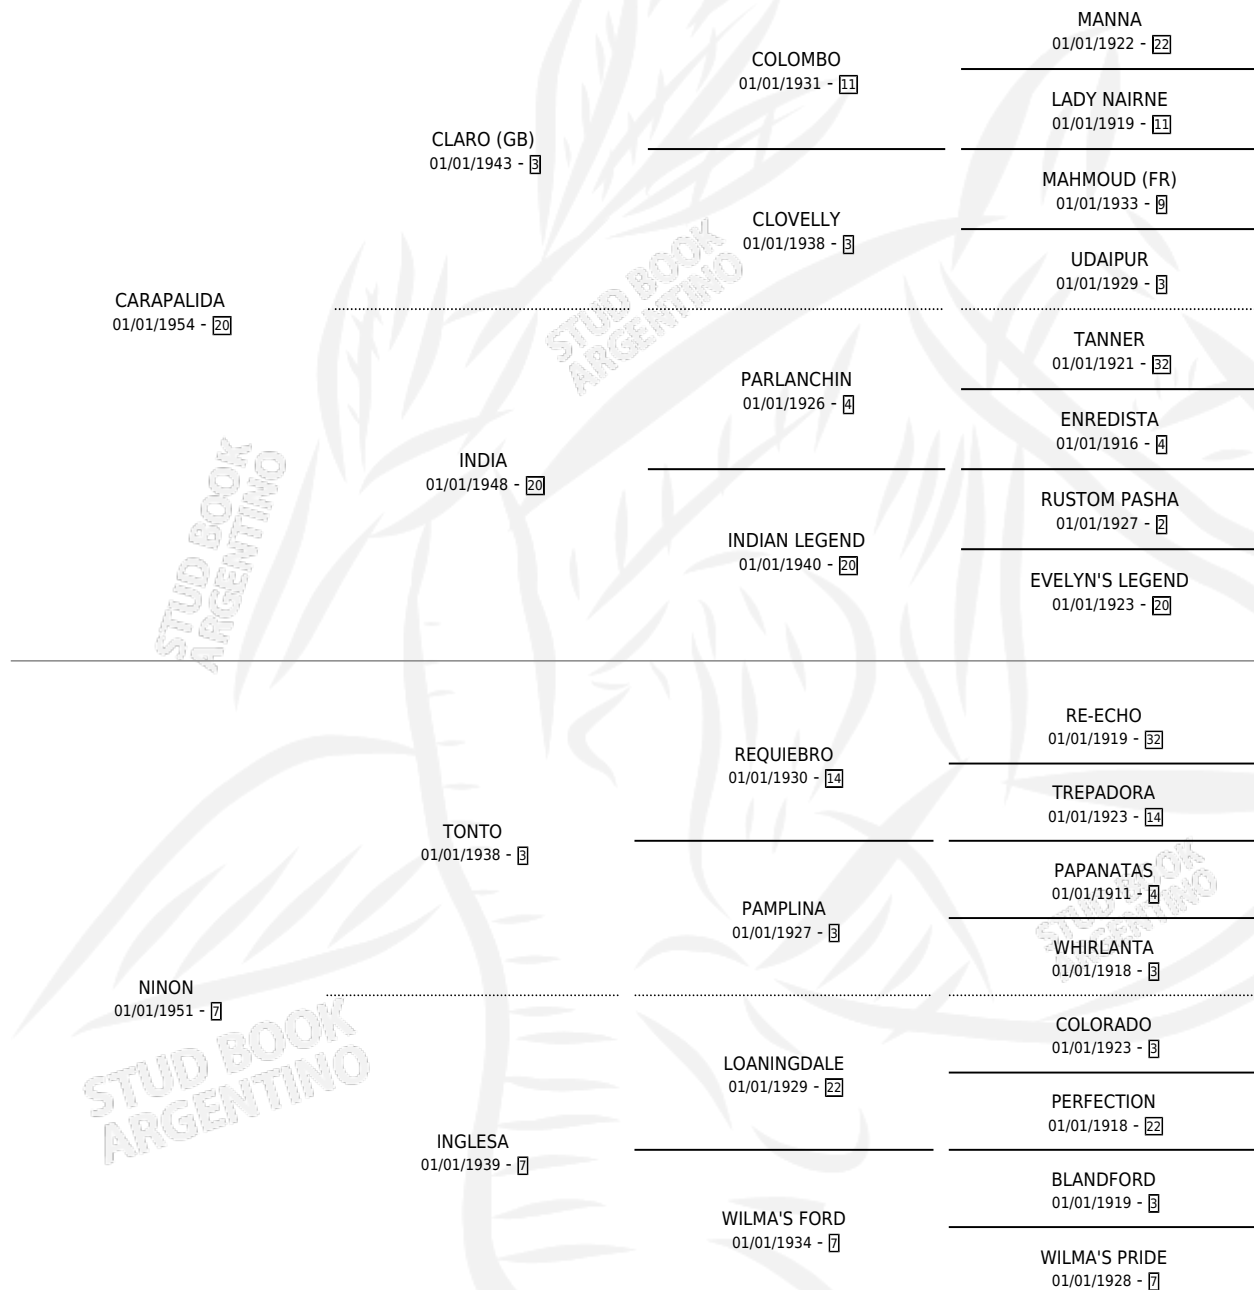 MANNA
01/01/1922 - 22
COLOMBO
01/01/1931 - 11
LADY NAIRNE
01/01/1919 - 11
CLARO (GB)
01/01/1943 - 3
MAHMOUD (FR)
01/01/1933 - 9
CLOVELLY
01/01/1938 - 3
UDAIPUR
01/01/1929 - 3
CARAPALIDA
01/01/1954 - 20
STUD BOOK
ARGENTINO
TANNER
01/01/1921 - 32
PARLANCHIN
01/01/1926 - 4
ENREDISTA
01/01/1916 - 4
INDIA
01/01/1948 - 20
RUSTOM PASHA
01/01/1927 - 2
INDIAN LEGEND
01/01/1940 - 20
EVELYN'S LEGEND
01/01/1923 - 20
STUD BOOK
ARGENTINO
RE-ECHO
01/01/1919 - 32
REQUIEBRO
01/01/1930 - 14
TREPADORA
01/01/1923 - 14
TONTO
01/01/1938 - 3
PAPANATAS
01/01/1911 - 4
PAMPLINA
01/01/1927 - 3
WHIRLANTA
01/01/1918 - 3
STUD BOOK
ARGENTINO
NINON
01/01/1951 - 7
COLORADO
01/01/1923 - 3
LOANINGDALE
01/01/1929 - 22
PERFECTION
01/01/1918 - 22
STUD BOOK
ARGENTINO
INGLESA
01/01/1939 - 7
BLANDFORD
01/01/1919 - 3
WILMA'S FORD
01/01/1934 - 7
WILMA'S PRIDE
01/01/1928 - 7